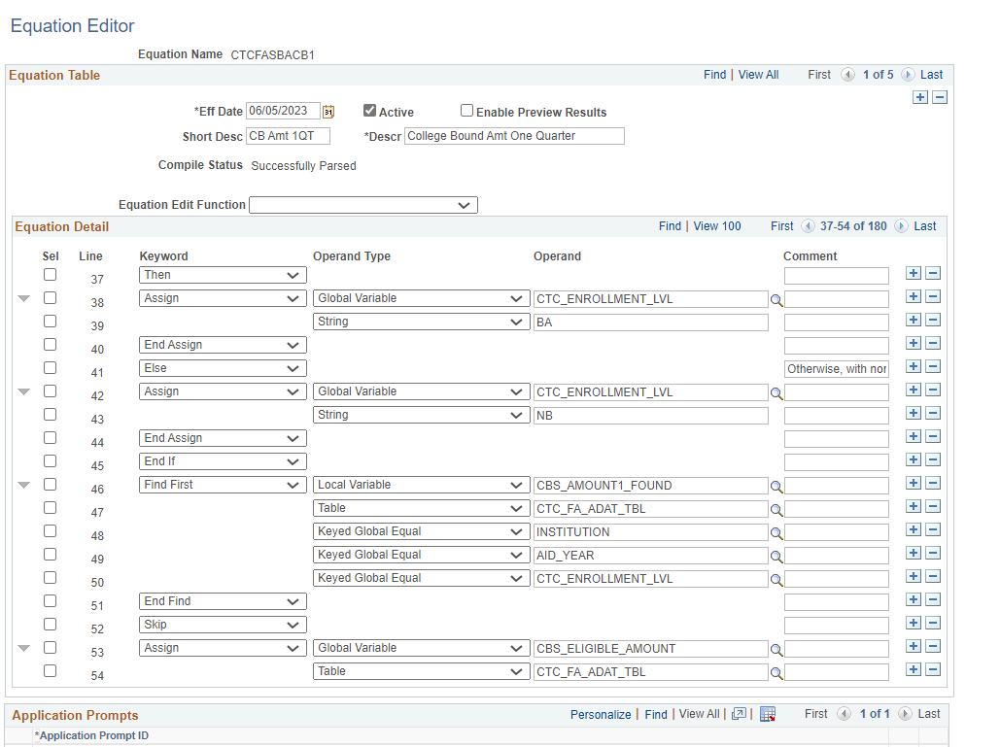 Equation Editor
Equation Name CTCFASBACB1
Equation Table Find | View All First 1 of 5 Last
*Eff Date 06/05/2023 31 Active Enable Preview Results
Short Desc CB Amt 1QT *Descr College Bound Amt One Quarter
Compile Status Successfully Parsed
Equation Edit Function
Equation Detail Find | View 100 First 37-54 of 180 Last
Sel Line Keyword Operand Type Operand Comment
37 Then
38 Assign Global Variable CTC_ENROLLMENT_LVL
39 String BA
40 End Assign
41 Else Otherwise, with nor
42 Assign Global Variable CTC_ENROLLMENT_LVL
43 String NB
44 End Assign
45 End If
46 Find First Local Variable CBS_AMOUNT1_FOUND
47 Table CTC_FA_ADAT_TBL
48 Keyed Global Equal INSTITUTION
49 Keyed Global Equal AID_YEAR
50 Keyed Global Equal CTC_ENROLLMENT_LVL
51 End Find
52 Skip
53 Assign Global Variable CBS_ELIGIBLE_AMOUNT
54 Table CTC_FA_ADAT_TBL
Application Prompts Personalize | Find | View All | | First 1 of 1 Last
*Application Prompt ID